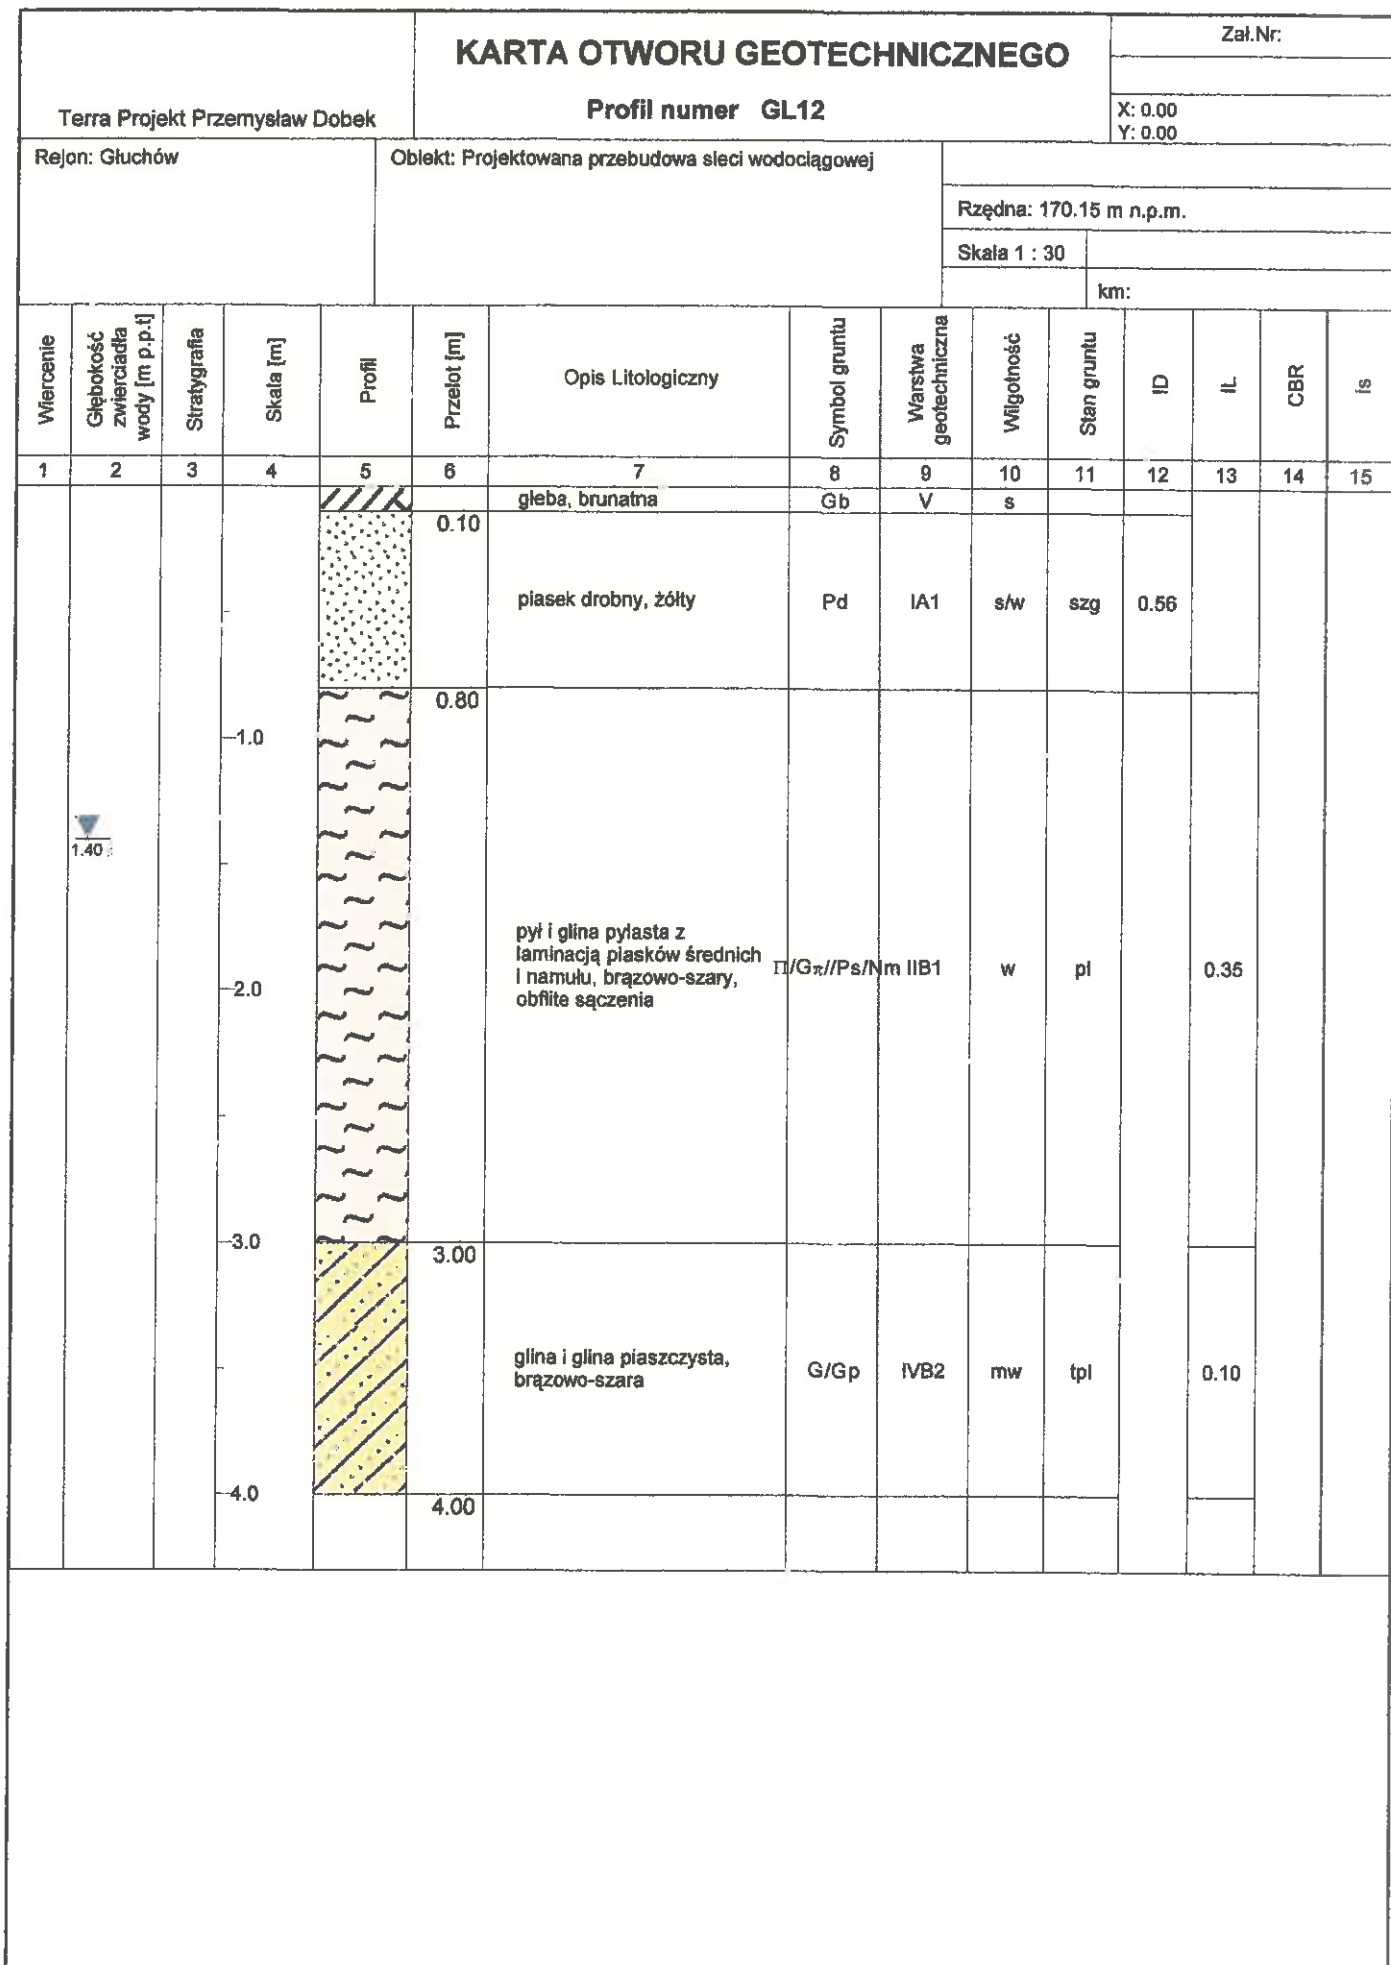 KARTA OTWORU GEOTECHNICZNEGO
Profil numer GL12
Zał.Nr:
Terra Projekt Przemysław Dobek
X: 0.00
Y: 0.00
Rejon: Głuchów
Obiekt: Projektowana przebudowa sieci wodociągowej
Rzędna: 170.15 m n.p.m.
Skala 1 : 30
km:
Wiercenie
Głębokość
zwierciadła
wody [m p.p.t]
Stratygrafia
Skala [m]
Profil
Przelot [m]
Opis Litologiczny
Symbol gruntu
Warstwa
geotechniczna
Wilgotność
Stan gruntu
ID
IL
CBR
Is
1 2 3 4 5 6 7 8 9 10 11 12 13 14 15
gleba, brunatna Gb V s
0.10
piasek drobny, żółty Pd IA1 s/w szg 0.56
0.80
1.0
1.40
pył i glina pylasta z
laminacją piasków średnich
i namułu, brązowo-szary,
obfite sączenia
Π/Gπ//Ps/Nm IIB1 w pl 0.35
2.0
3.0
3.00
glina i glina piaszczysta,
brązowo-szara
G/Gp IVB2 mw tpl 0.10
4.0
4.00